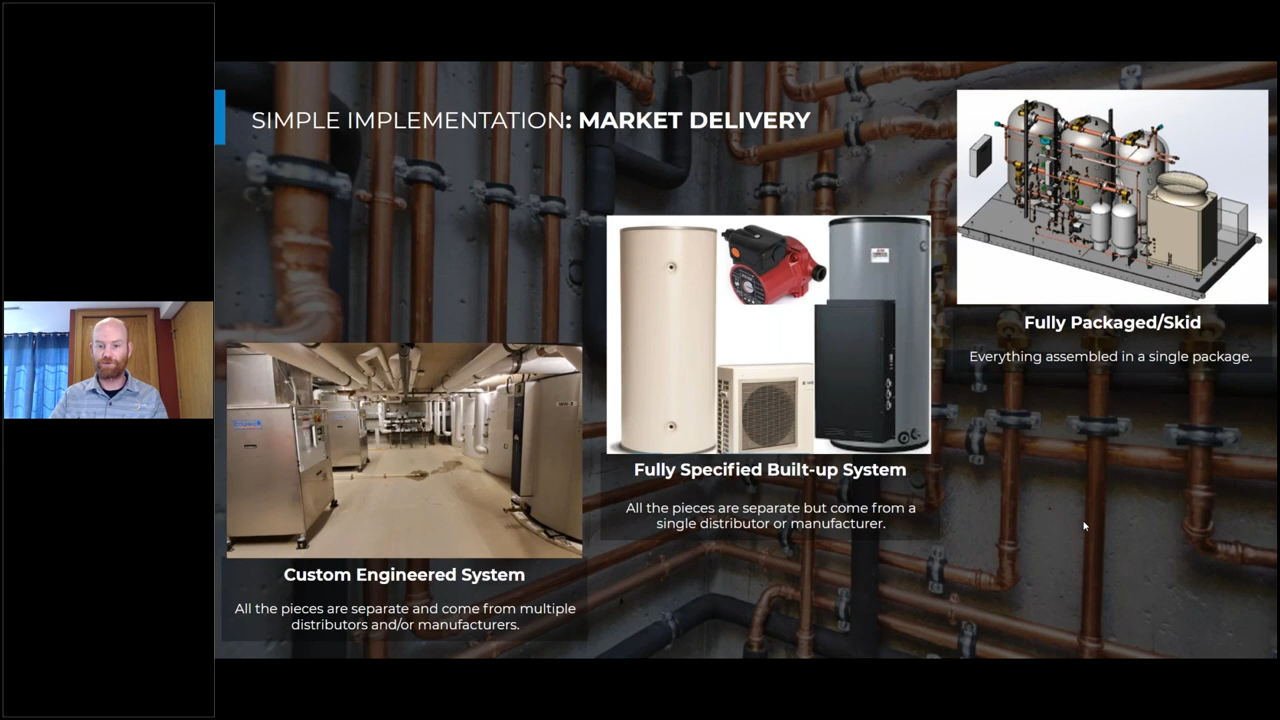 SIMPLE IMPLEMENTATION: MARKET DELIVERY
Fully Packaged/Skid
Everything assembled in a single package.
Fully Specified Built-up System
All the pieces are separate but come from a
single distributor or manufacturer.
Custom Engineered System
All the pieces are separate and come from multiple
distributors and/or manufacturers.